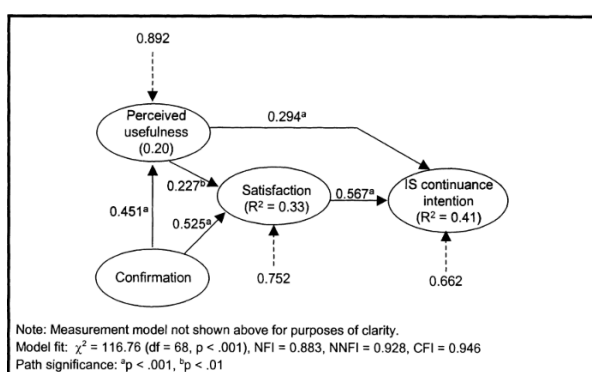 0.892
Perceived
usefulness
(0.20)
0.294ᵃ
0.227ᵇ
Satisfaction
(R² = 0.33)
0.567ᵃ
IS continuance
intention
(R² = 0.41)
0.451ᵃ
0.525ᵃ
Confirmation
0.752
0.662
Note: Measurement model not shown above for purposes of clarity.
Model fit: χ² = 116.76 (df = 68, p < .001), NFI = 0.883, NNFI = 0.928, CFI = 0.946
Path significance: ᵃp < .001, ᵇp < .01